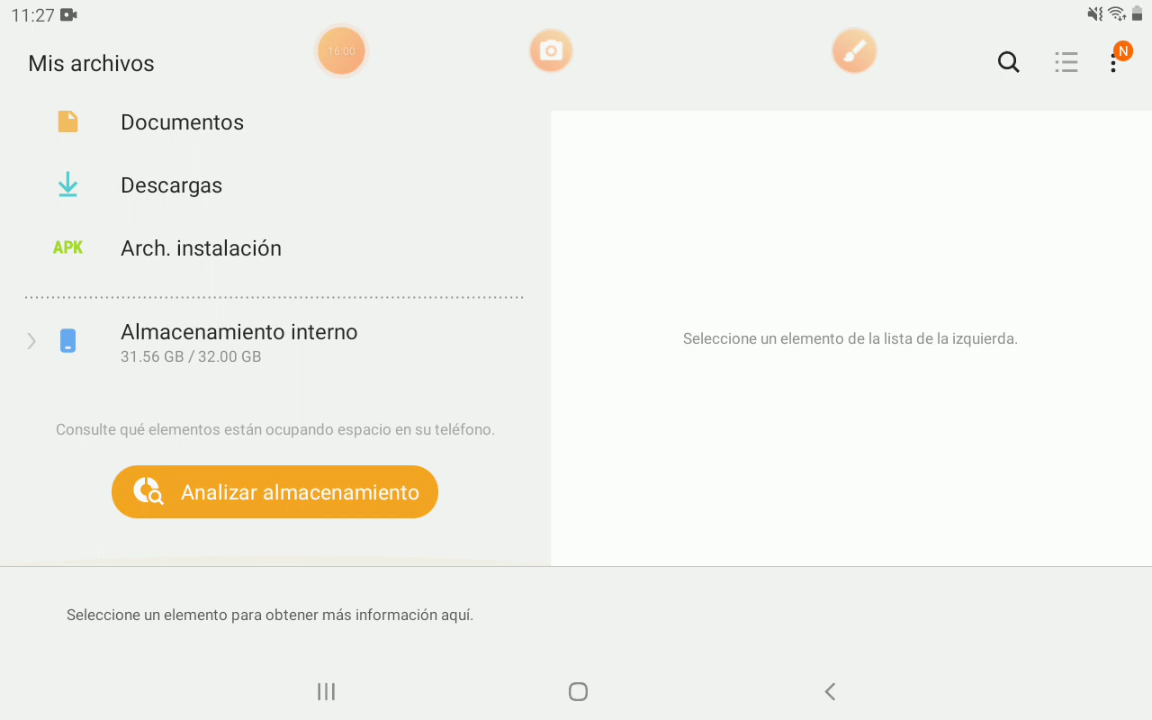 11:27
16:00
Mis archivos
N
Documentos
Descargas
APK Arch. instalación
Almacenamiento interno
31.56 GB / 32.00 GB
Seleccione un elemento de la lista de la izquierda.
Consulte qué elementos están ocupando espacio en su teléfono.
Analizar almacenamiento
Seleccione un elemento para obtener más información aquí.